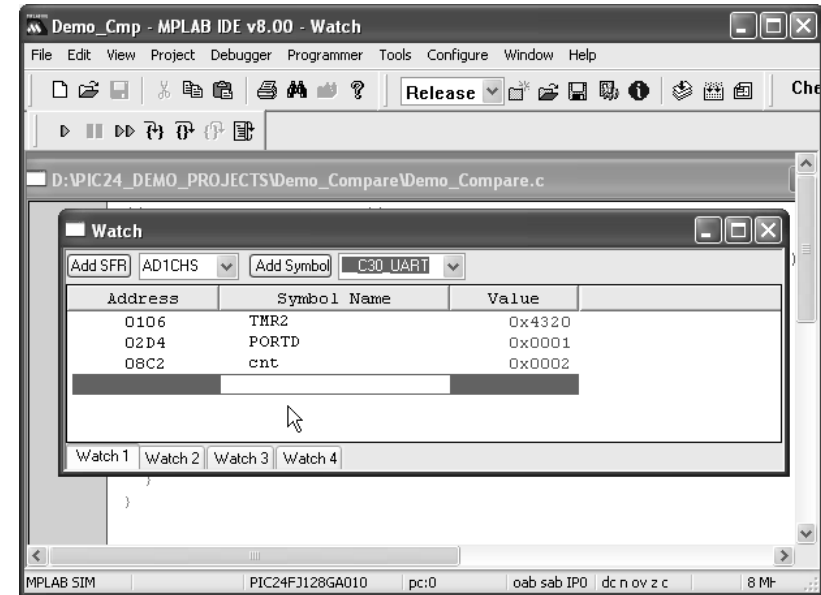 Demo_Cmp - MPLAB IDE v8.00 - Watch
File Edit View Project Debugger Programmer Tools Configure Window Help
Release Che
D:\PIC24_DEMO_PROJECTS\Demo_Compare\Demo_Compare.c
Watch
Add SFR AD1CHS Add Symbol _C30_UART
Address Symbol Name Value
0106 TMR2 0x4320
02D4 PORTD 0x0001
08C2 cnt 0x0002
Watch 1 Watch 2 Watch 3 Watch 4
}
}
MPLAB SIM PIC24FJ128GA010 pc:0 oab sab IP0 dc n ov z c 8 MH